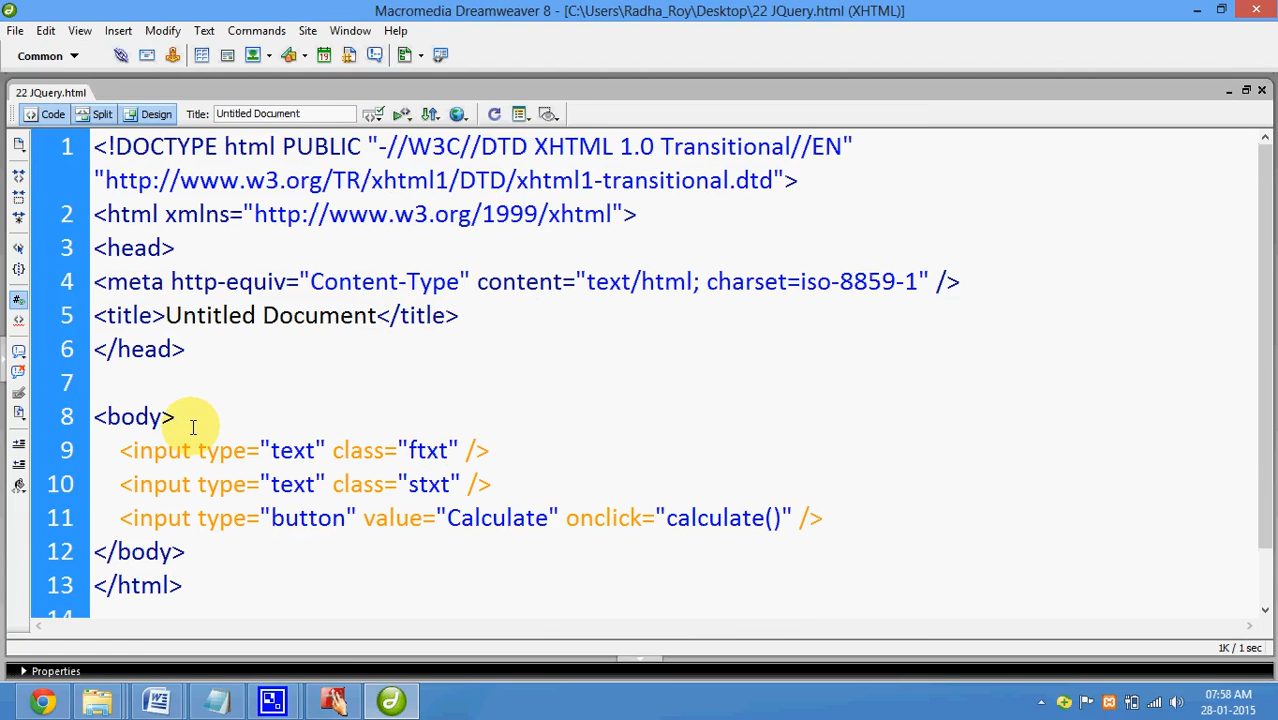 Macromedia Dreamweaver 8 - [C:\Users\Radha_Roy\Desktop\22 JQuery.html (XHTML)]
File Edit View Insert Modify Text Commands Site Window Help
Common
22 JQuery.html
Code Split Design Title: Untitled Document
1 <!DOCTYPE html PUBLIC "-//W3C//DTD XHTML 1.0 Transitional//EN"
"http://www.w3.org/TR/xhtml1/DTD/xhtml1-transitional.dtd">
2 <html xmlns="http://www.w3.org/1999/xhtml">
3 <head>
4 <meta http-equiv="Content-Type" content="text/html; charset=iso-8859-1" />
5 <title>Untitled Document</title>
6 </head>
7
8 <body>
9 <input type="text" class="ftxt" />
10 <input type="text" class="stxt" />
11 <input type="button" value="Calculate" onclick="calculate()" />
12 </body>
13 </html>
14
1K / 1 sec
Properties
07:58 AM
28-01-2015